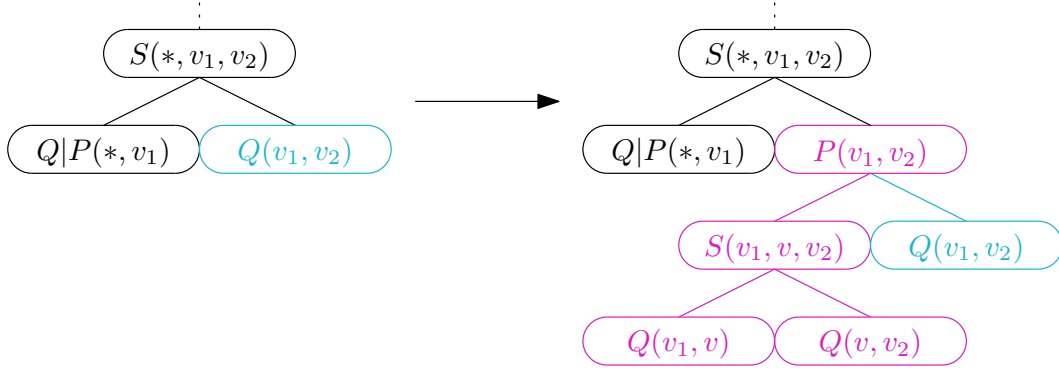 S(∗, v₁, v₂) S(∗, v₁, v₂)
Q|P(∗, v₁) Q(v₁, v₂) Q|P(∗, v₁) P(v₁, v₂)
S(v₁, v, v₂) Q(v₁, v₂)
Q(v₁, v) Q(v, v₂)